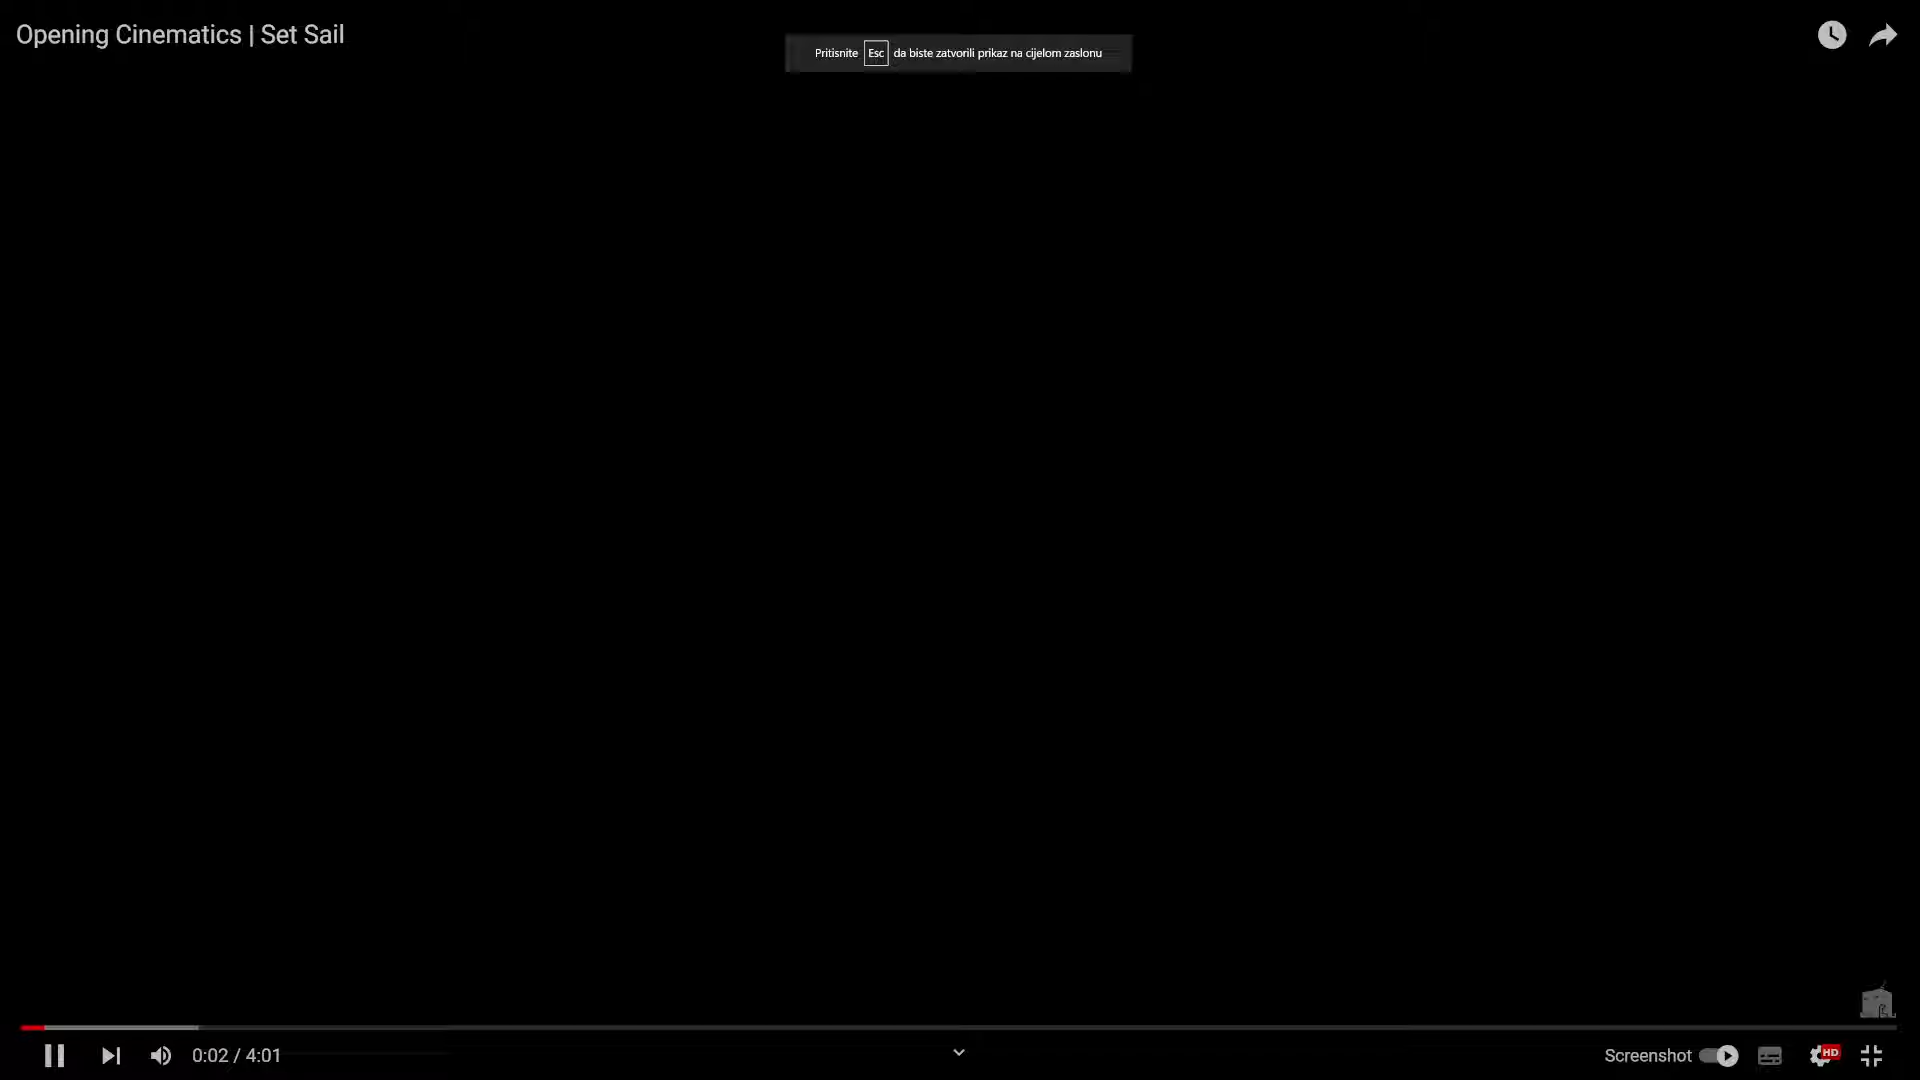 Opening Cinematics | Set Sail
Pritisnite Esc da biste zatvorili prikaz na cijelom zaslonu
0:02 / 4:01
Screenshot
HD